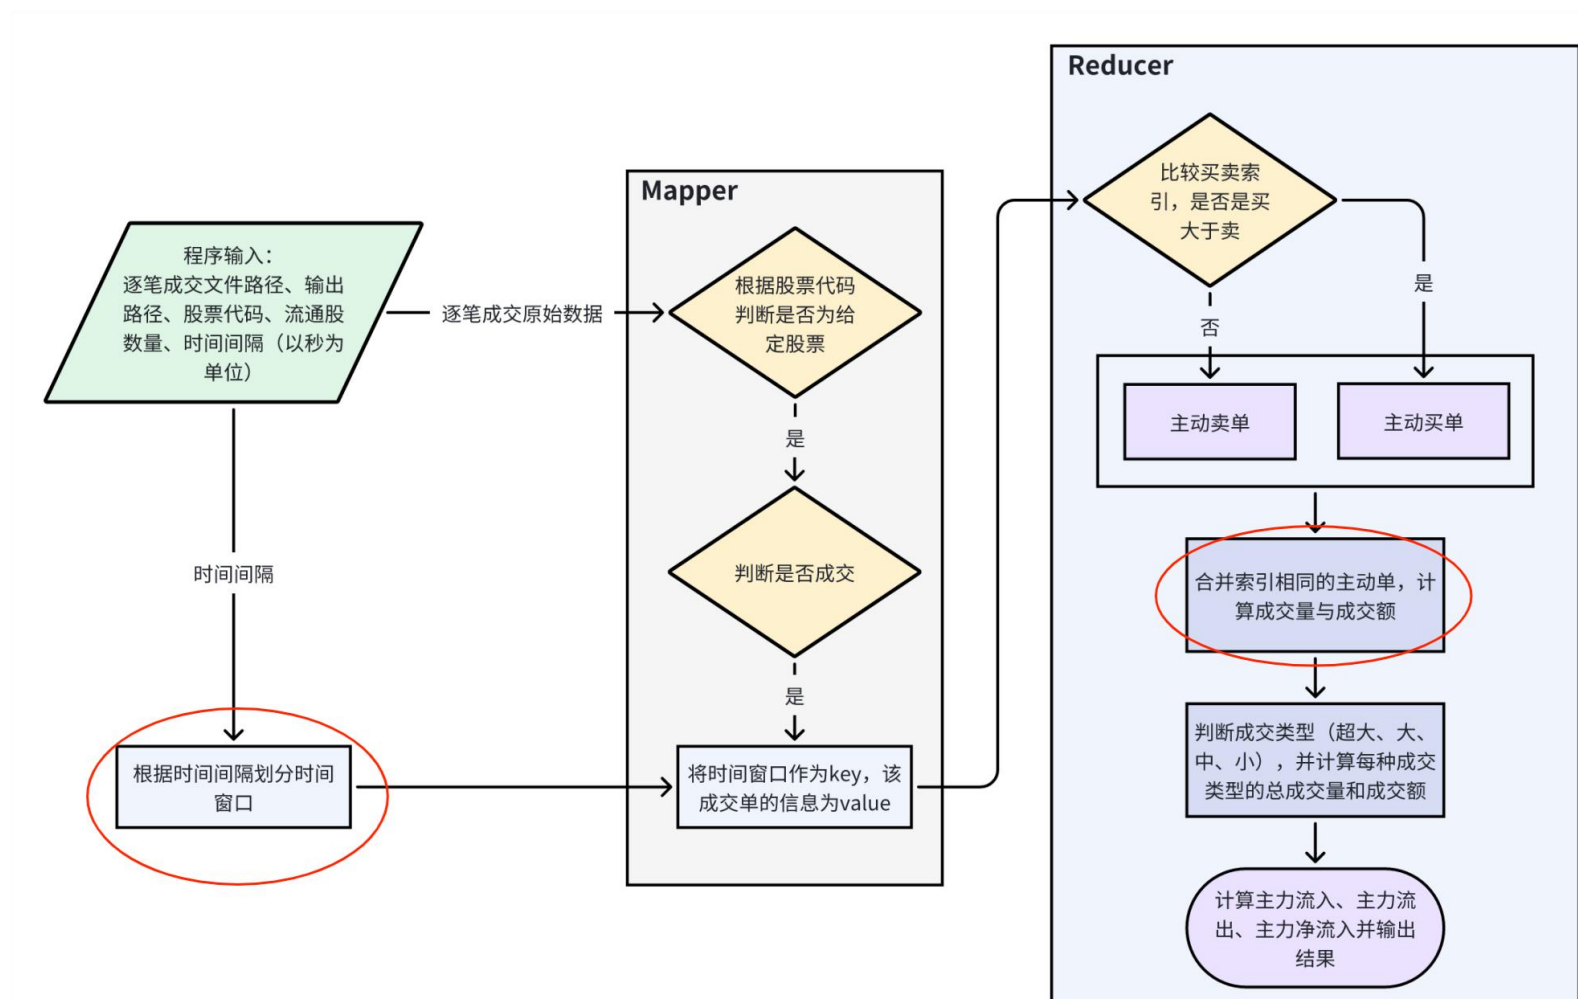 程序输入：
逐笔成交文件路径、输出
路径、股票代码、流通股
数量、时间间隔（以秒为
单位）
逐笔成交原始数据
时间间隔
根据时间间隔划分时间
窗口
Mapper
根据股票代码
判断是否为给
定股票
是
判断是否成交
是
将时间窗口作为key，该
成交单的信息为value
Reducer
比较买卖索
引，是否是买
大于卖
否
是
主动卖单
主动买单
合并索引相同的主动单，计
算成交量与成交额
判断成交类型（超大、大、
中、小），并计算每种成交
类型的总成交量和成交额
计算主力流入、主力流
出、主力净流入并输出
结果